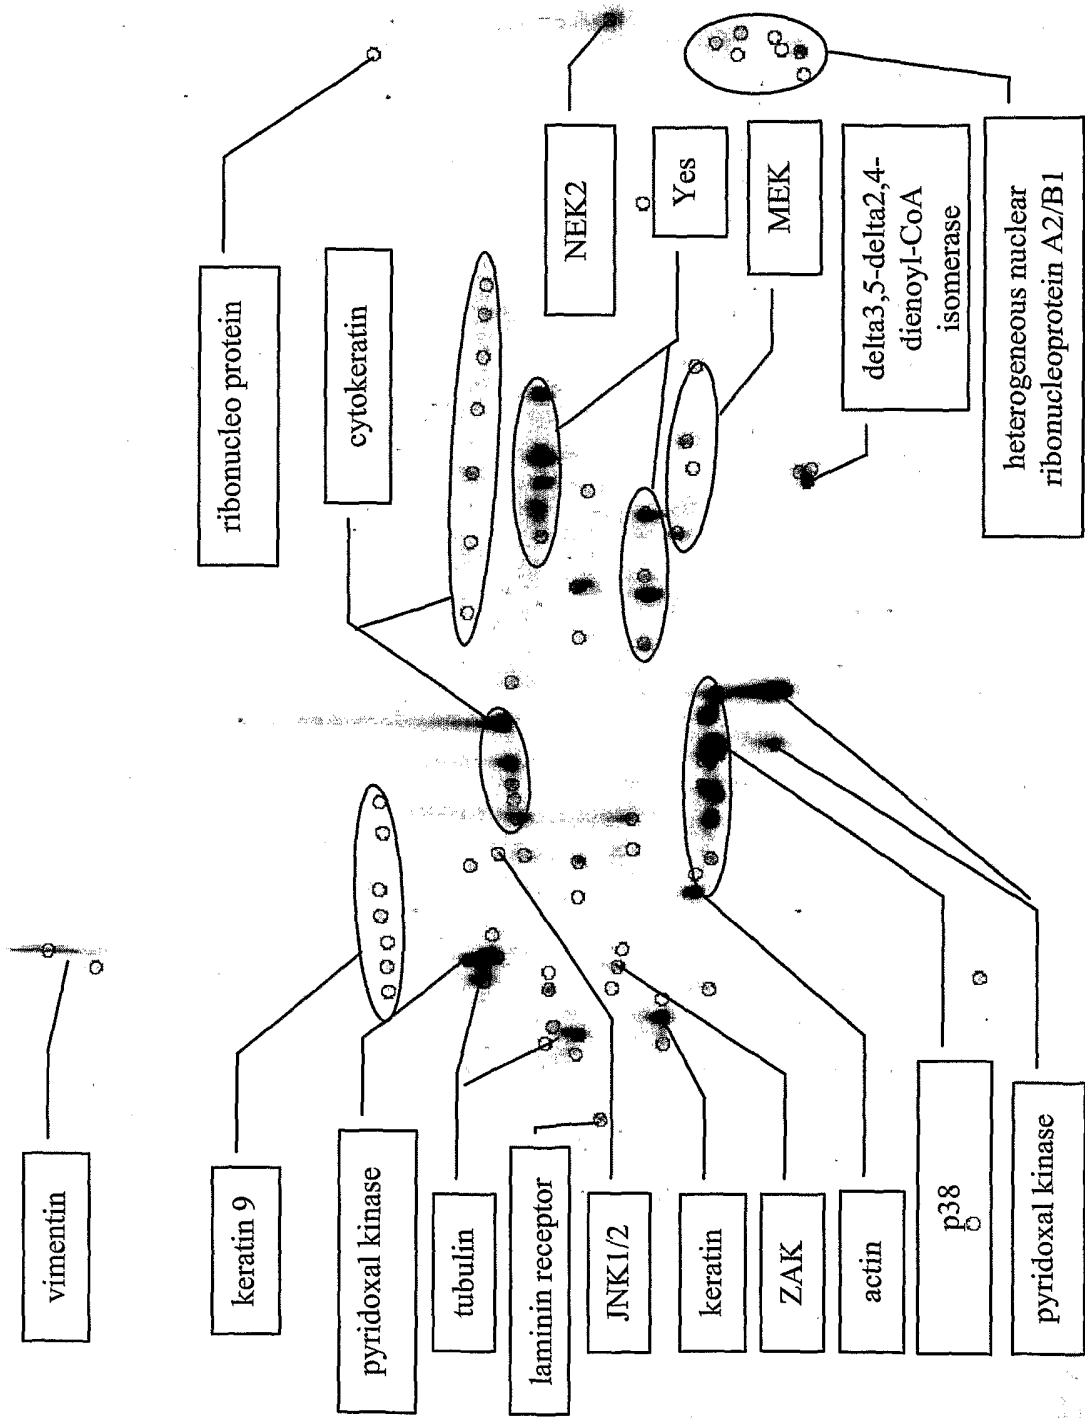 vimentin
keratin 9
pyridoxal kinase
tubulin
laminin receptor
JNK1/2
keratin
ZAK
actin
p38
pyridoxal kinase
ribonucleo protein
cytokeratin
NEK2
Yes
MEK
delta3,5-delta2,4-
dienoyl-CoA
isomerase
heterogeneous nuclear
ribonucleoprotein A2/B1